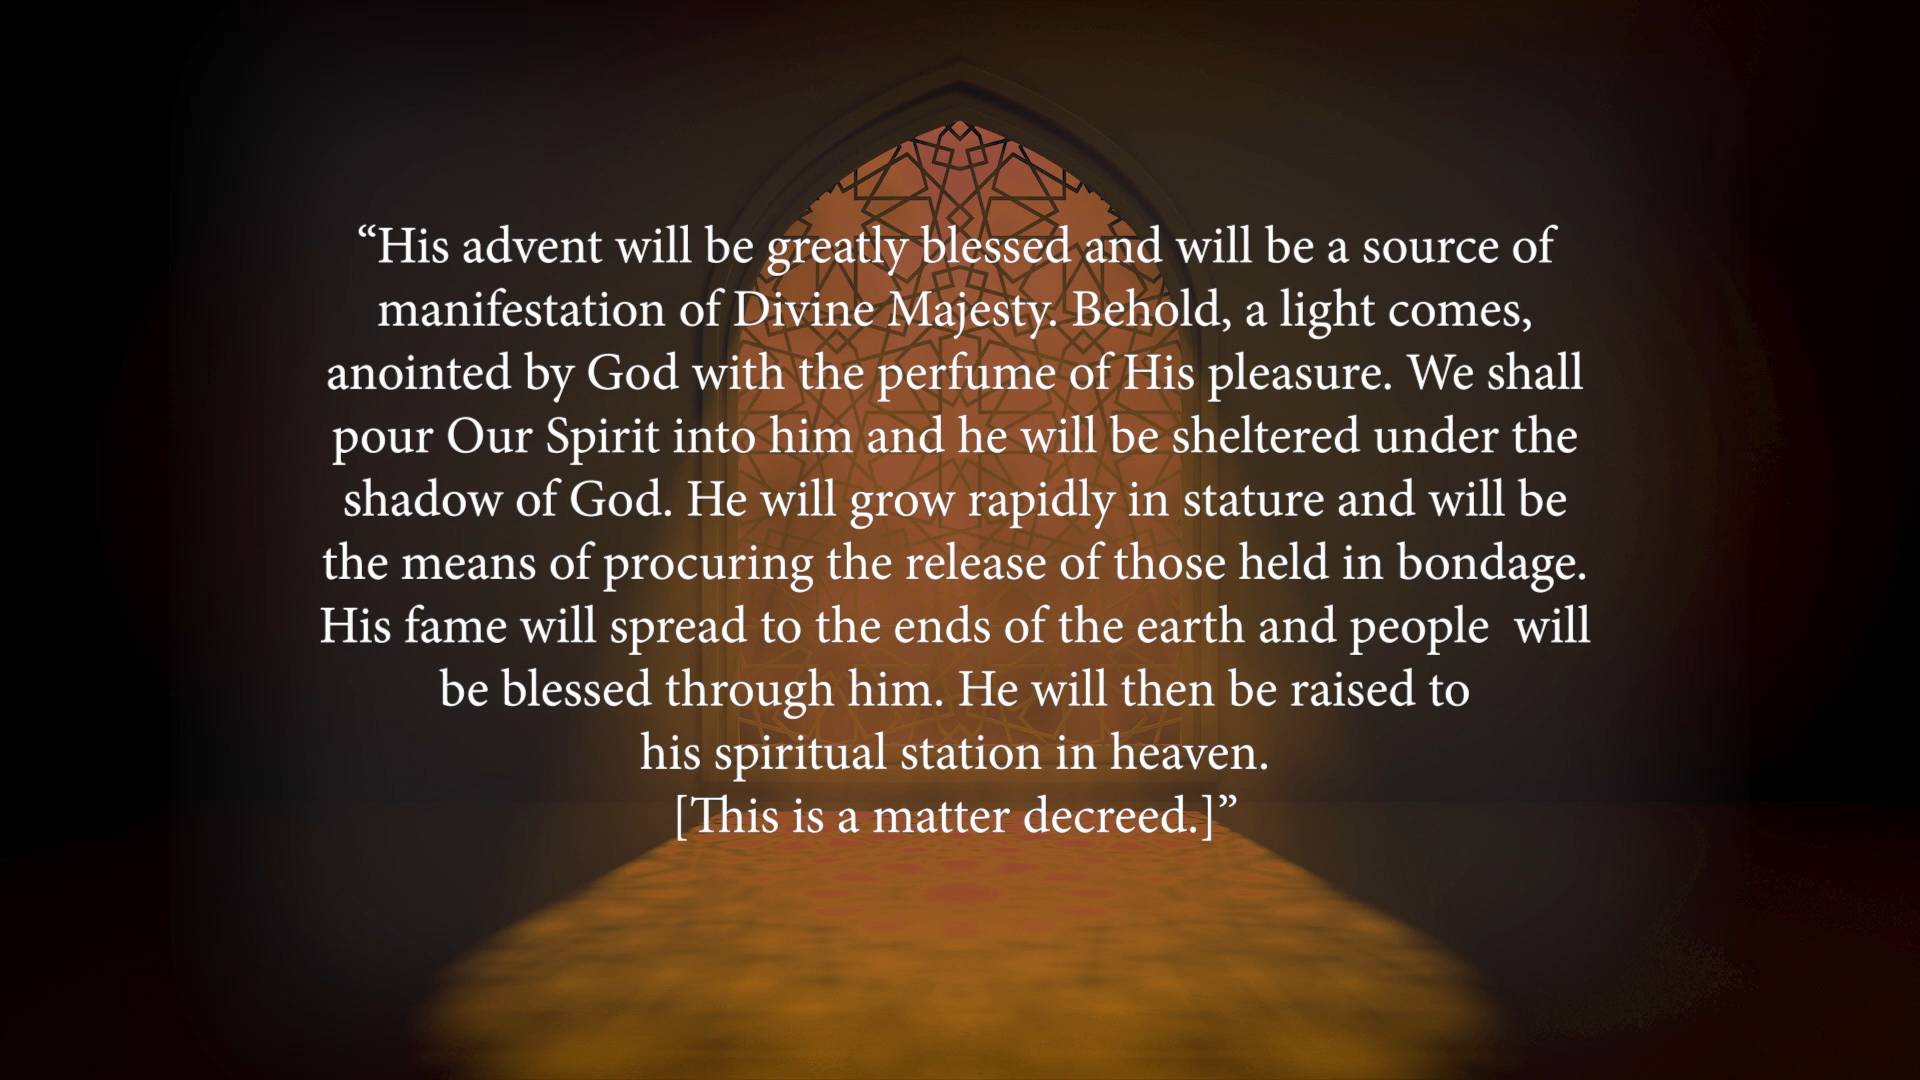 “His advent will be greatly blessed and will be a source of
manifestation of Divine Majesty. Behold, a light comes,
anointed by God with the perfume of His pleasure. We shall
pour Our Spirit into him and he will be sheltered under the
shadow of God. He will grow rapidly in stature and will be
the means of procuring the release of those held in bondage.
His fame will spread to the ends of the earth and people  will
be blessed through him. He will then be raised to
his spiritual station in heaven.
[This is a matter decreed.]”